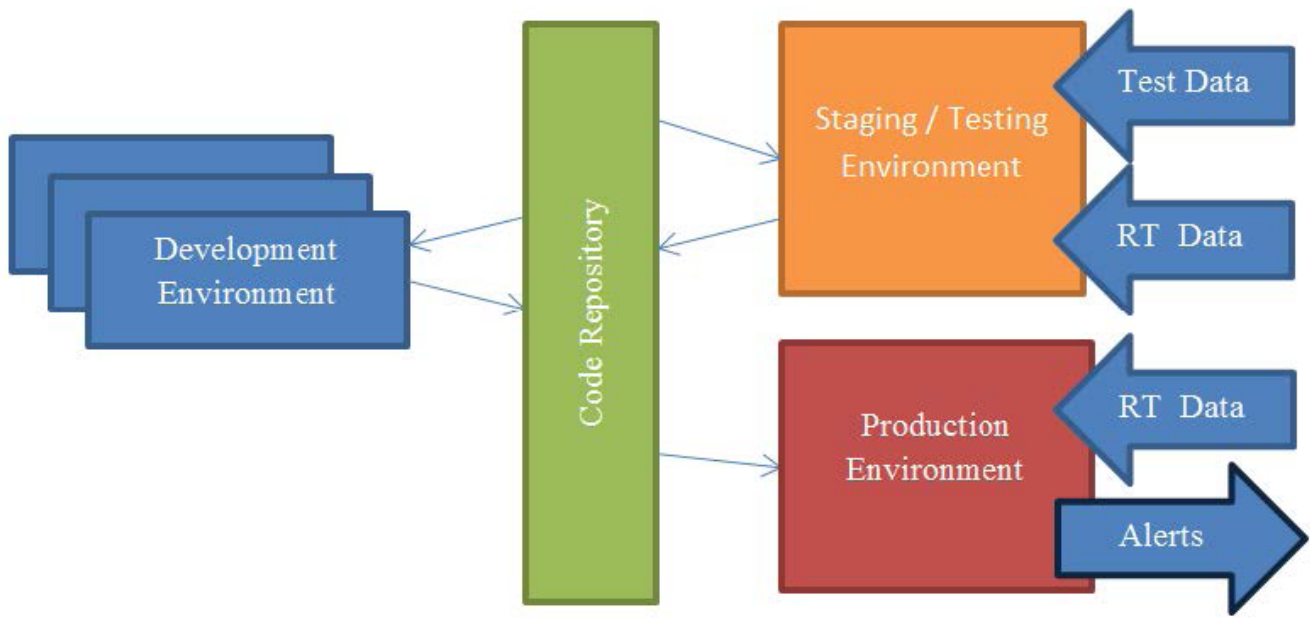 Development
Environment
Code Repository
Staging / Testing
Environment
Test Data
RT  Data
Production
Environment
RT  Data
Alerts